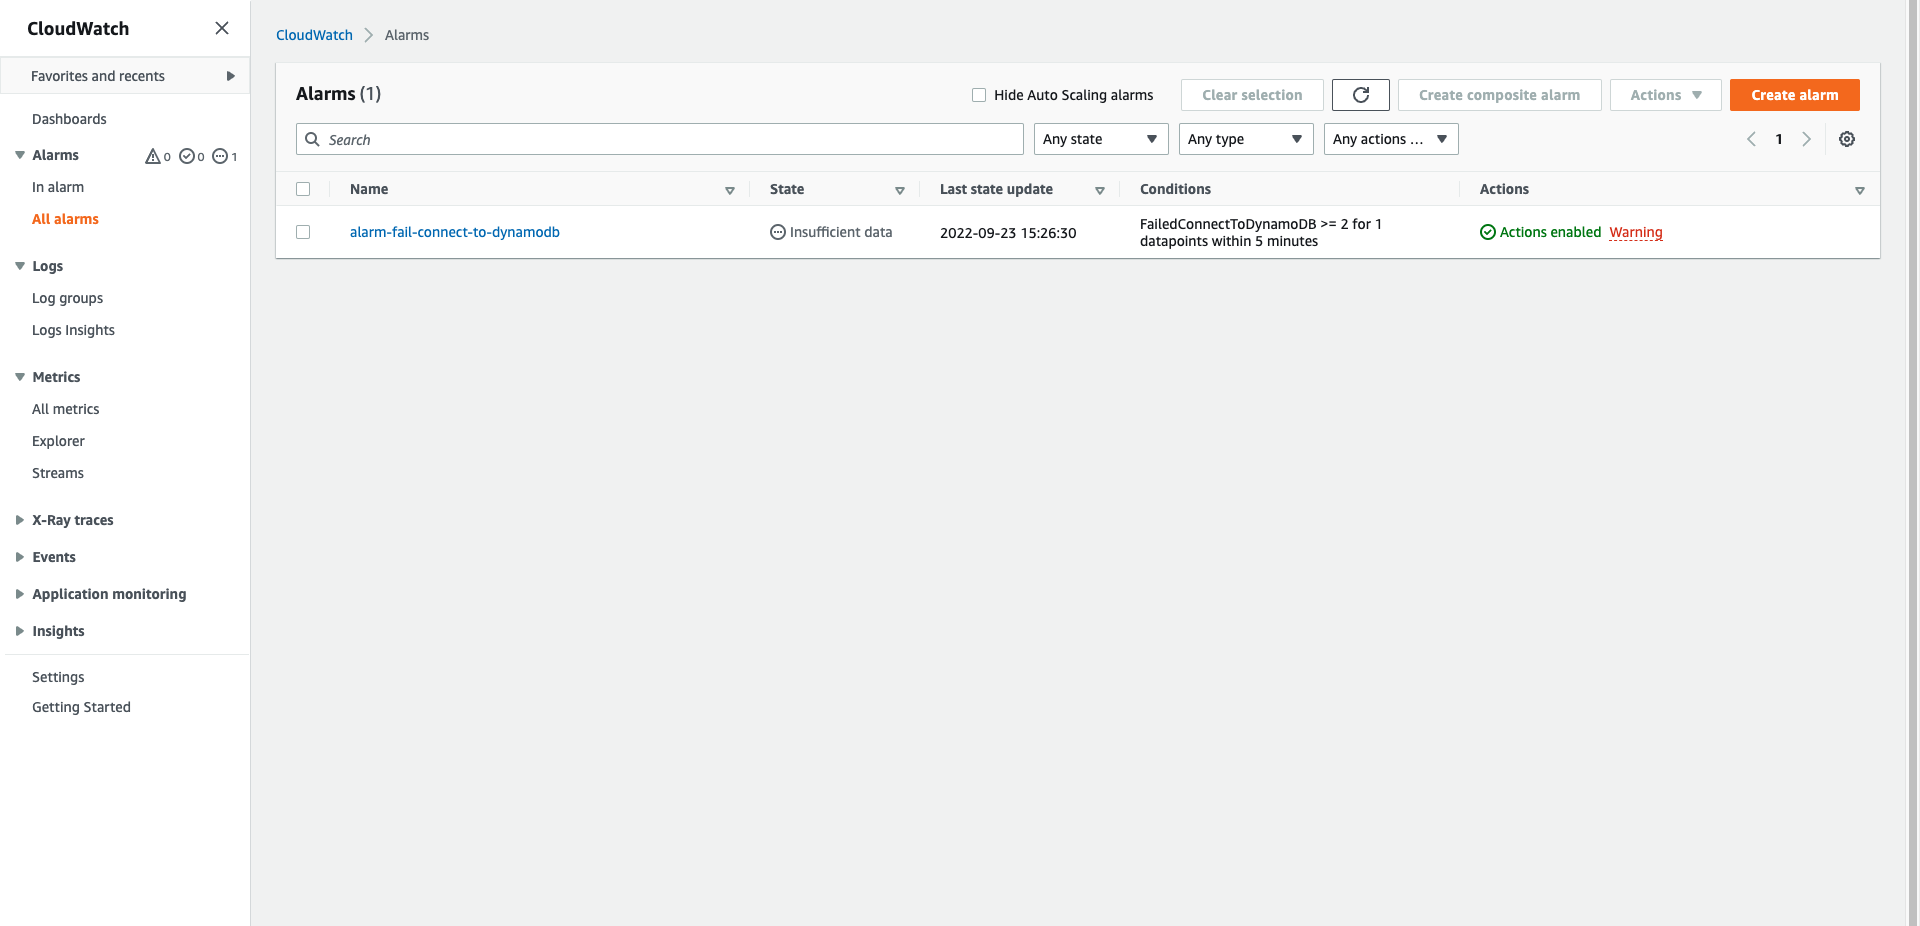 CloudWatch
Favorites and recents
Dashboards
Alarms 0 0 1
In alarm
All alarms
Logs
Log groups
Logs Insights
Metrics
All metrics
Explorer
Streams
X-Ray traces
Events
Application monitoring
Insights
Settings
Getting Started
CloudWatch Alarms
Alarms (1)
Hide Auto Scaling alarms
Clear selection
Create composite alarm
Actions
Create alarm
Search
Any state
Any type
Any actions ...
1
Name State Last state update Conditions Actions
alarm-fail-connect-to-dynamodb
Insufficient data
2022-09-23 15:26:30
FailedConnectToDynamoDB >= 2 for 1
datapoints within 5 minutes
Actions enabled Warning